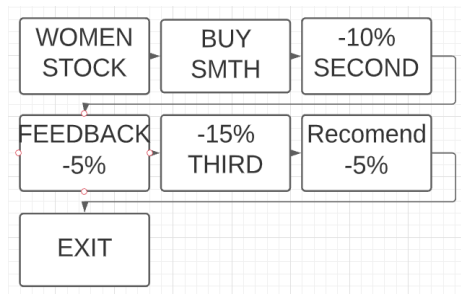 WOMEN
STOCK
BUY
SMTH
-10%
SECOND
FEEDBACK
-5%
-15%
THIRD
Recomend
-5%
EXIT